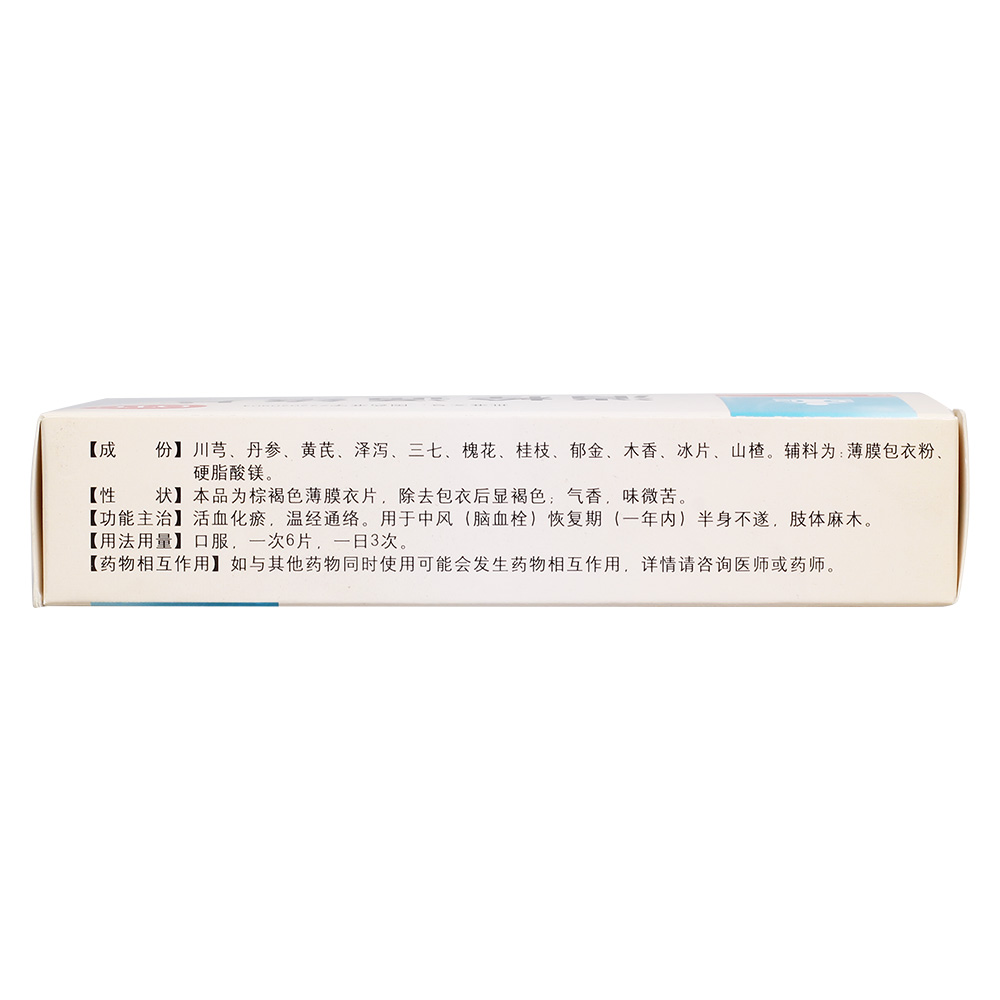 【成　份】川芎、丹参、黄芪、泽泻、三七、槐花、桂枝、郁金、木香、冰片、山楂。辅料为:薄膜包衣粉、
硬脂酸镁。
【性　状】本品为棕褐色薄膜衣片，除去包衣后显褐色；气香，味微苦。
【功能主治】活血化瘀，温经通络。用于中风（脑血栓）恢复期（一年内）半身不遂，肢体麻木。
【用法用量】口服，一次6片，一日3次。
【药物相互作用】如与其他药物同时使用可能会发生药物相互作用，详情请咨询医师或药师。